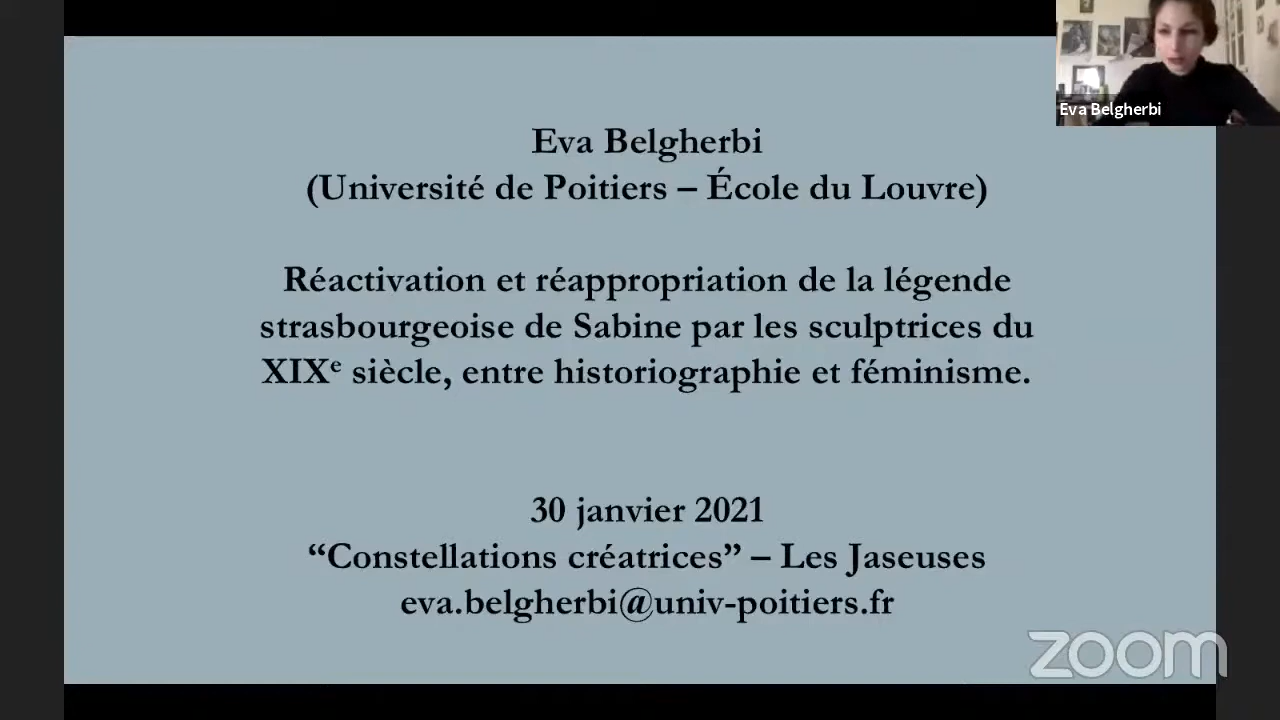 Eva Belgherbi
Eva Belgherbi
(Université de Poitiers – École du Louvre)
Réactivation et réappropriation de la légende
strasbourgeoise de Sabine par les sculptrices du
XIXe siècle, entre historiographie et féminisme.
30 janvier 2021
“Constellations créatrices” – Les Jaseuses
eva.belgherbi@univ-poitiers.fr
zoom